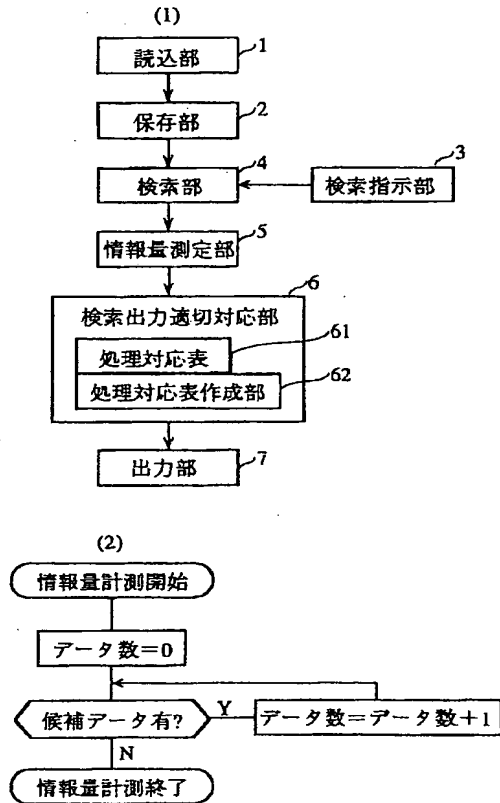 (1)
読込部
1
保存部
2
検索部
4
検索指示部
3
情報量測定部
5
6
検索出力適切対応部
処理対応表
61
処理対応表作成部
62
出力部
7
(2)
情報量計測開始
データ数=0
候補データ有?
Y
データ数=データ数+1
N
情報量計測終了